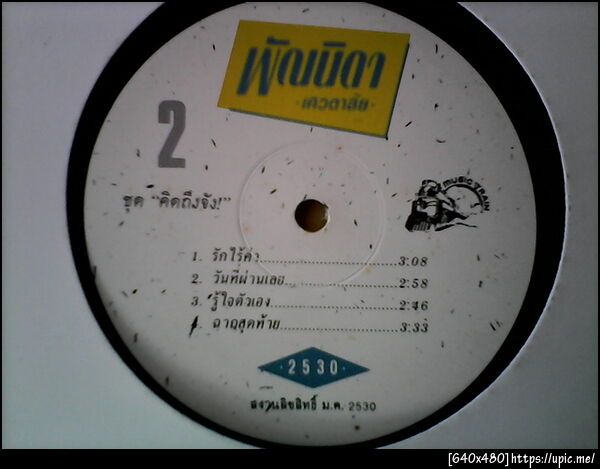 พัณนิดา
·เศวตาสัย·
2
ชุด "คิดถึงจัง!"
MUSIC TRAIN
1. รักไร้ค่า 3:08
2. วันที่ผ่านเลย 2:58
3. รู้ใจตัวเอง 2:46
4. ฉากสุดท้าย 3:33
· 2530 ·
สงวนลิขสิทธิ์ ม.ค. 2530
[640x480]https://upic.me/